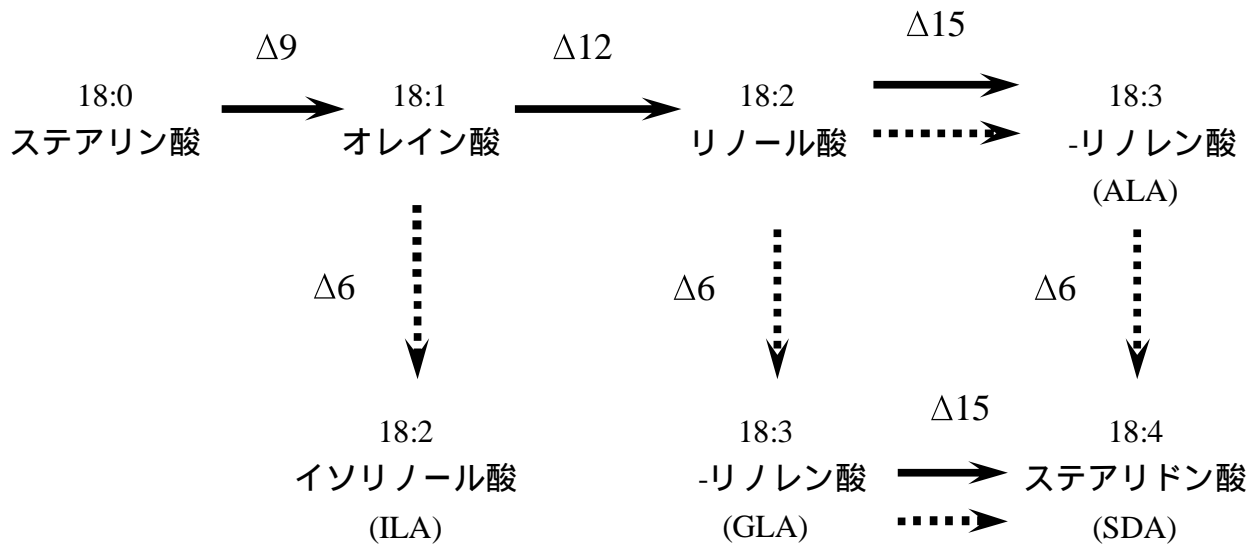 Δ9
Δ12
Δ15
18:0
18:1
18:2
18:3
ステアリン酸
オレイン酸
リノール酸
-リノレン酸
(ALA)
Δ6
Δ6
Δ6
Δ15
18:2
18:3
18:4
イソリノール酸
-リノレン酸
ステアリドン酸
(ILA)
(GLA)
(SDA)